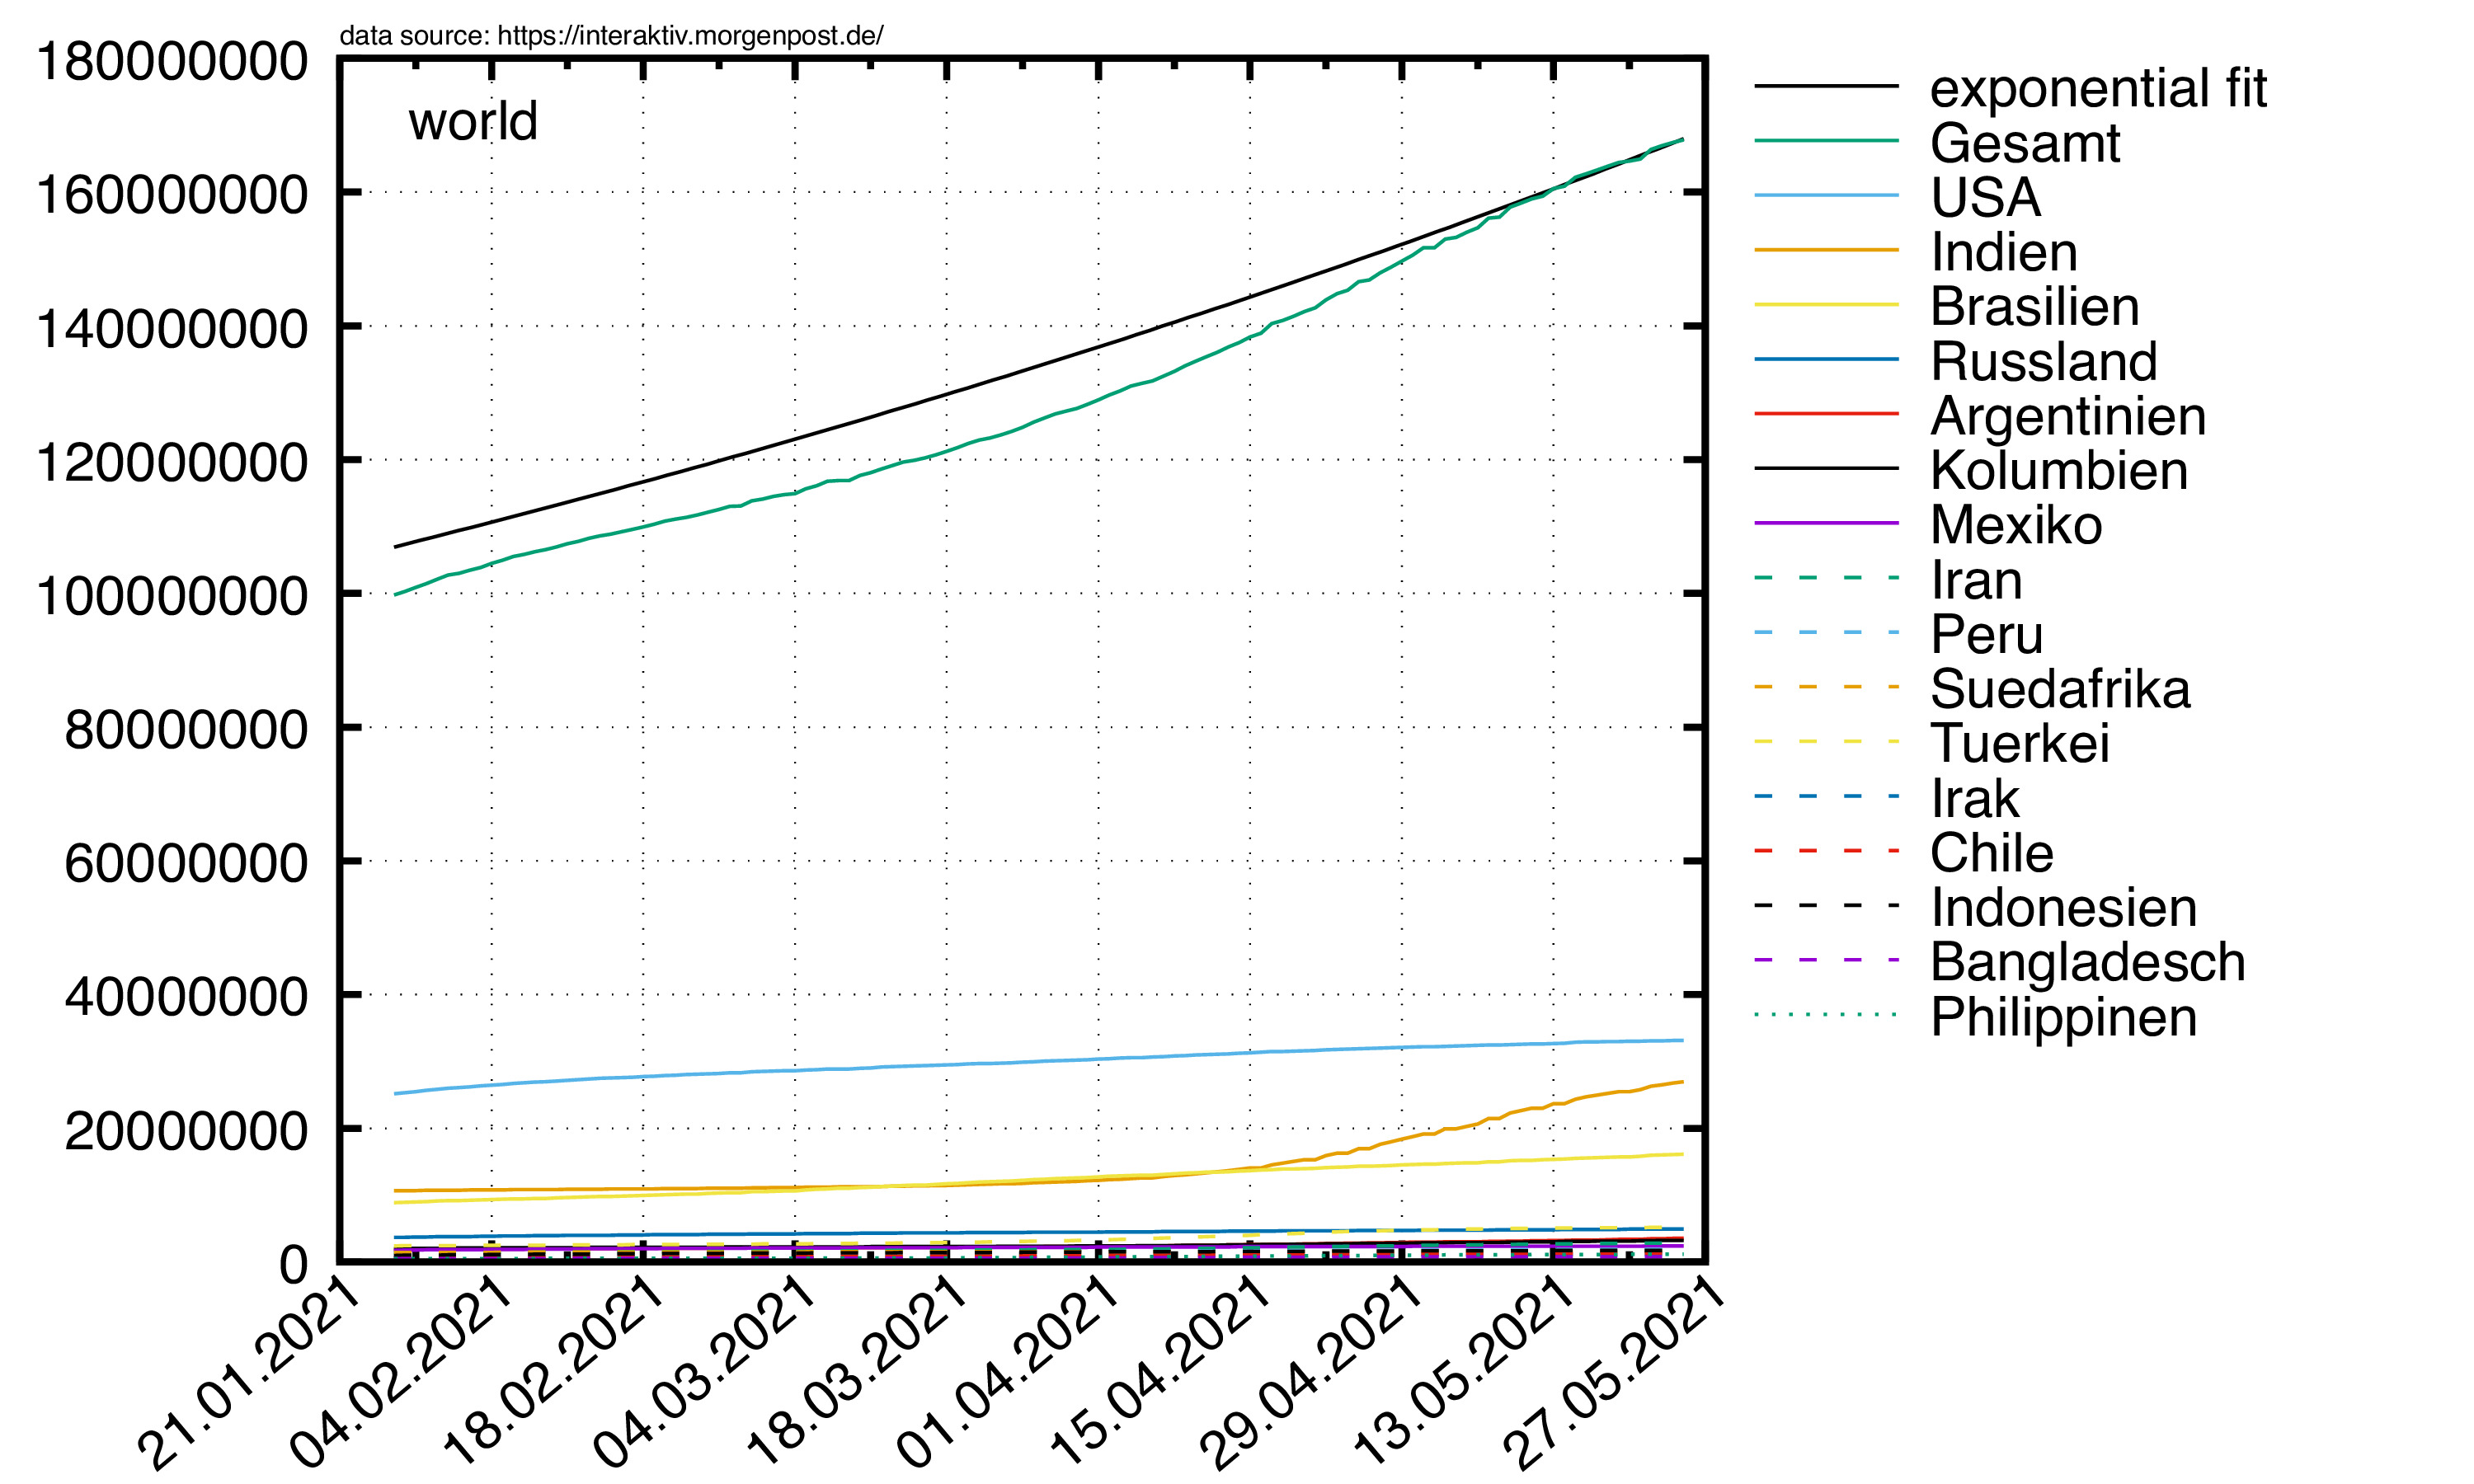 data source: https://interaktiv.morgenpost.de/
180000000
160000000
140000000
120000000
100000000
80000000
60000000
40000000
20000000
0
world
21.01.2021
04.02.2021
18.02.2021
04.03.2021
18.03.2021
01.04.2021
15.04.2021
29.04.2021
13.05.2021
27.05.2021
exponential fit
Gesamt
USA
Indien
Brasilien
Russland
Argentinien
Kolumbien
Mexiko
Iran
Peru
Suedafrika
Tuerkei
Irak
Chile
Indonesien
Bangladesch
Philippinen